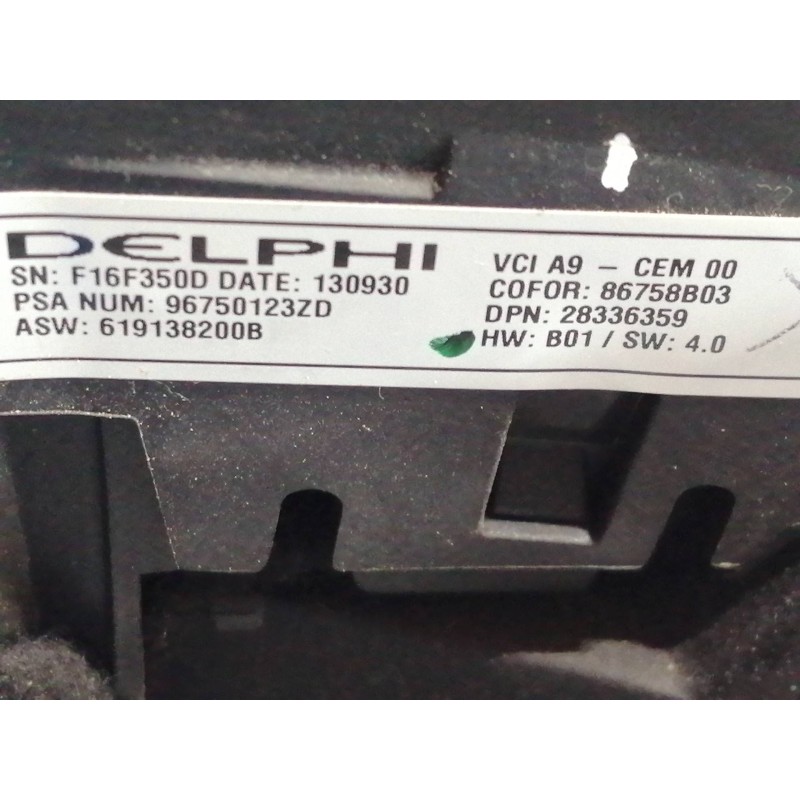 DELPHI
SN: F16F350D DATE: 130930
PSA NUM: 96750123ZD
ASW: 619138200B
VCI A9 – CEM 00
COFOR: 86758B03
DPN: 28336359
HW: B01 / SW: 4.0